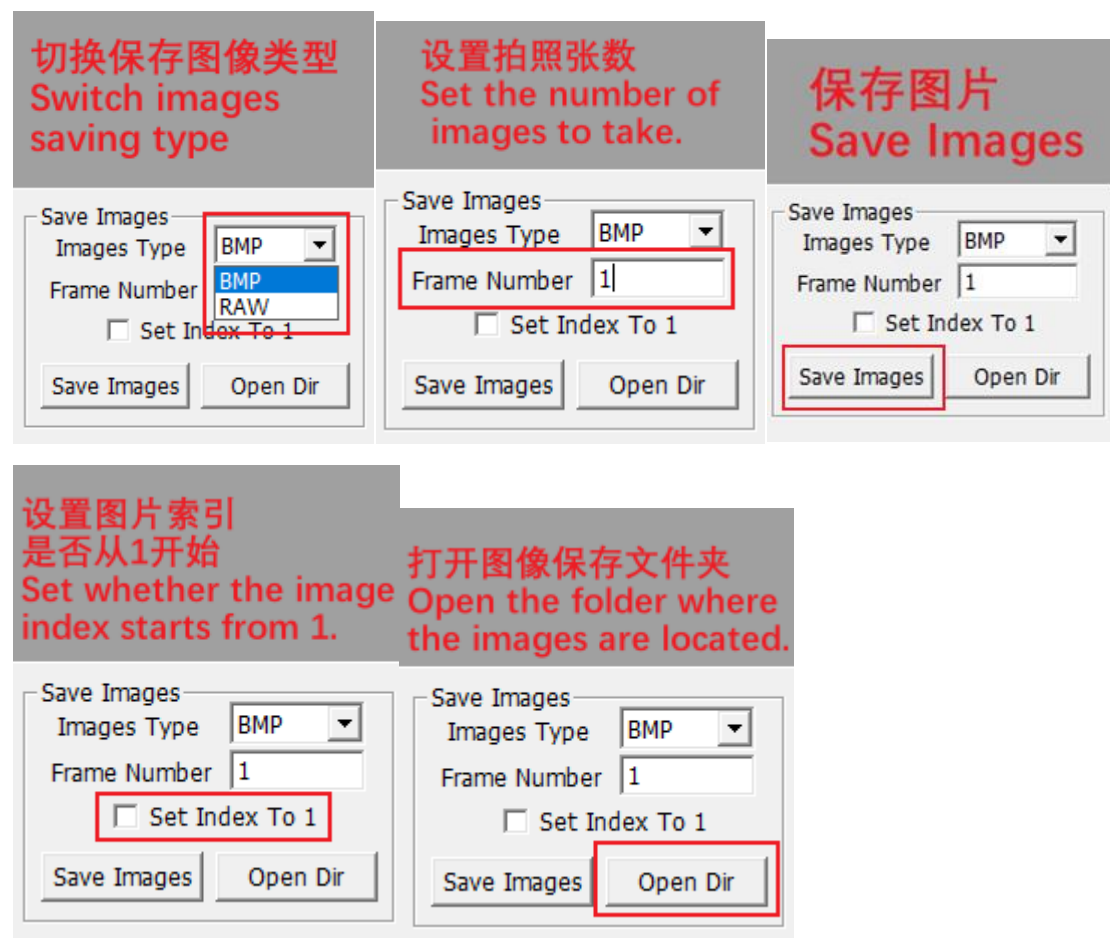 切换保存图像类型
Switch images
saving type
Save Images
Images Type
BMP
BMP
RAW
Frame Number
Set Index To 1
Save Images
Open Dir
设置拍照张数
Set the number of
images to take.
Save Images
Images Type
BMP
Frame Number
1
Set Index To 1
Save Images
Open Dir
保存图片
Save Images
Save Images
Images Type
BMP
Frame Number
1
Set Index To 1
Save Images
Open Dir
设置图片索引
是否从1开始
Set whether the image
index starts from 1.
Save Images
Images Type
BMP
Frame Number
1
Set Index To 1
Save Images
Open Dir
打开图像保存文件夹
Open the folder where
the images are located.
Save Images
Images Type
BMP
Frame Number
1
Set Index To 1
Save Images
Open Dir